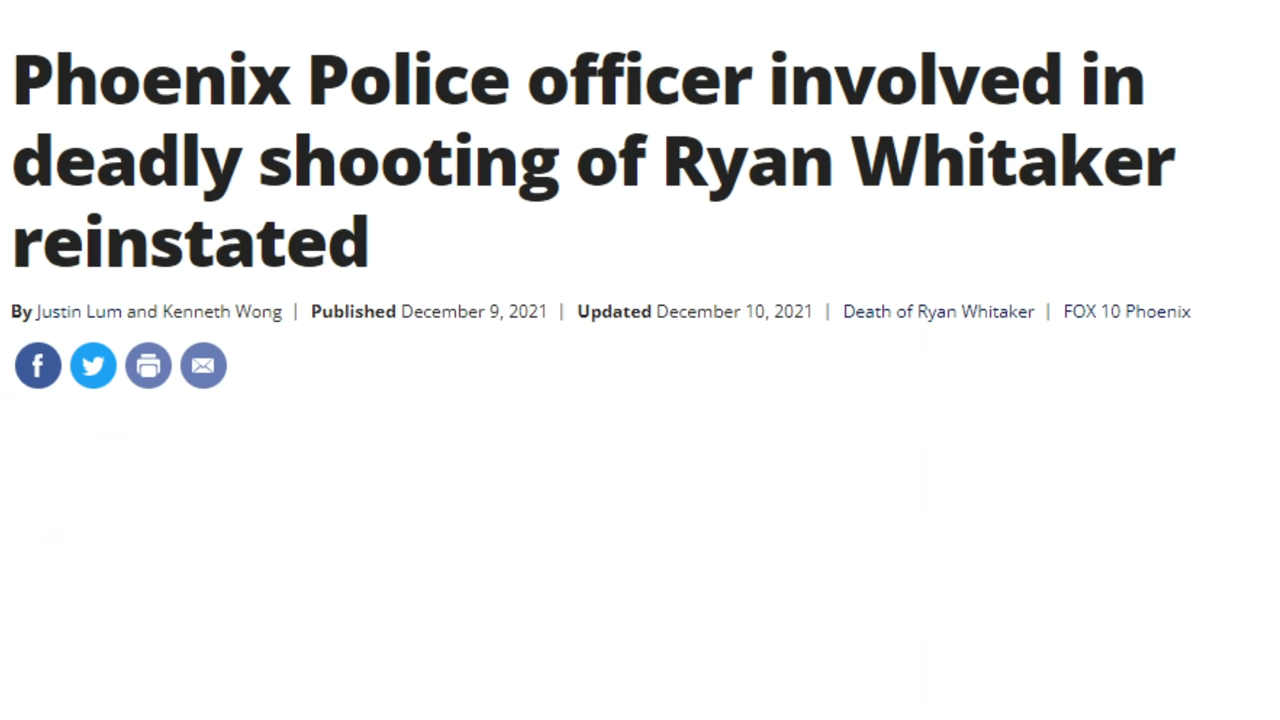 Phoenix Police officer involved in
deadly shooting of Ryan Whitaker
reinstated
By Justin Lum and Kenneth Wong | Published December 9, 2021 | Updated December 10, 2021 | Death of Ryan Whitaker | FOX 10 Phoenix